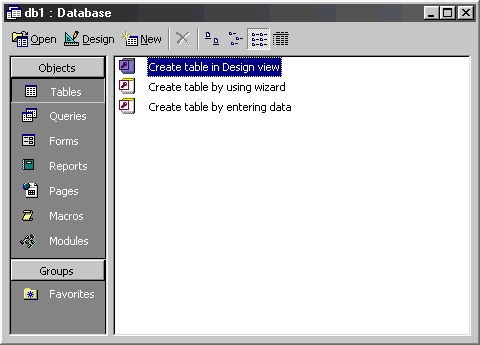 db1 : Database
Open Design New
Objects
Tables
Queries
Forms
Reports
Pages
Macros
Modules
Groups
Favorites
Create table in Design view
Create table by using wizard
Create table by entering data